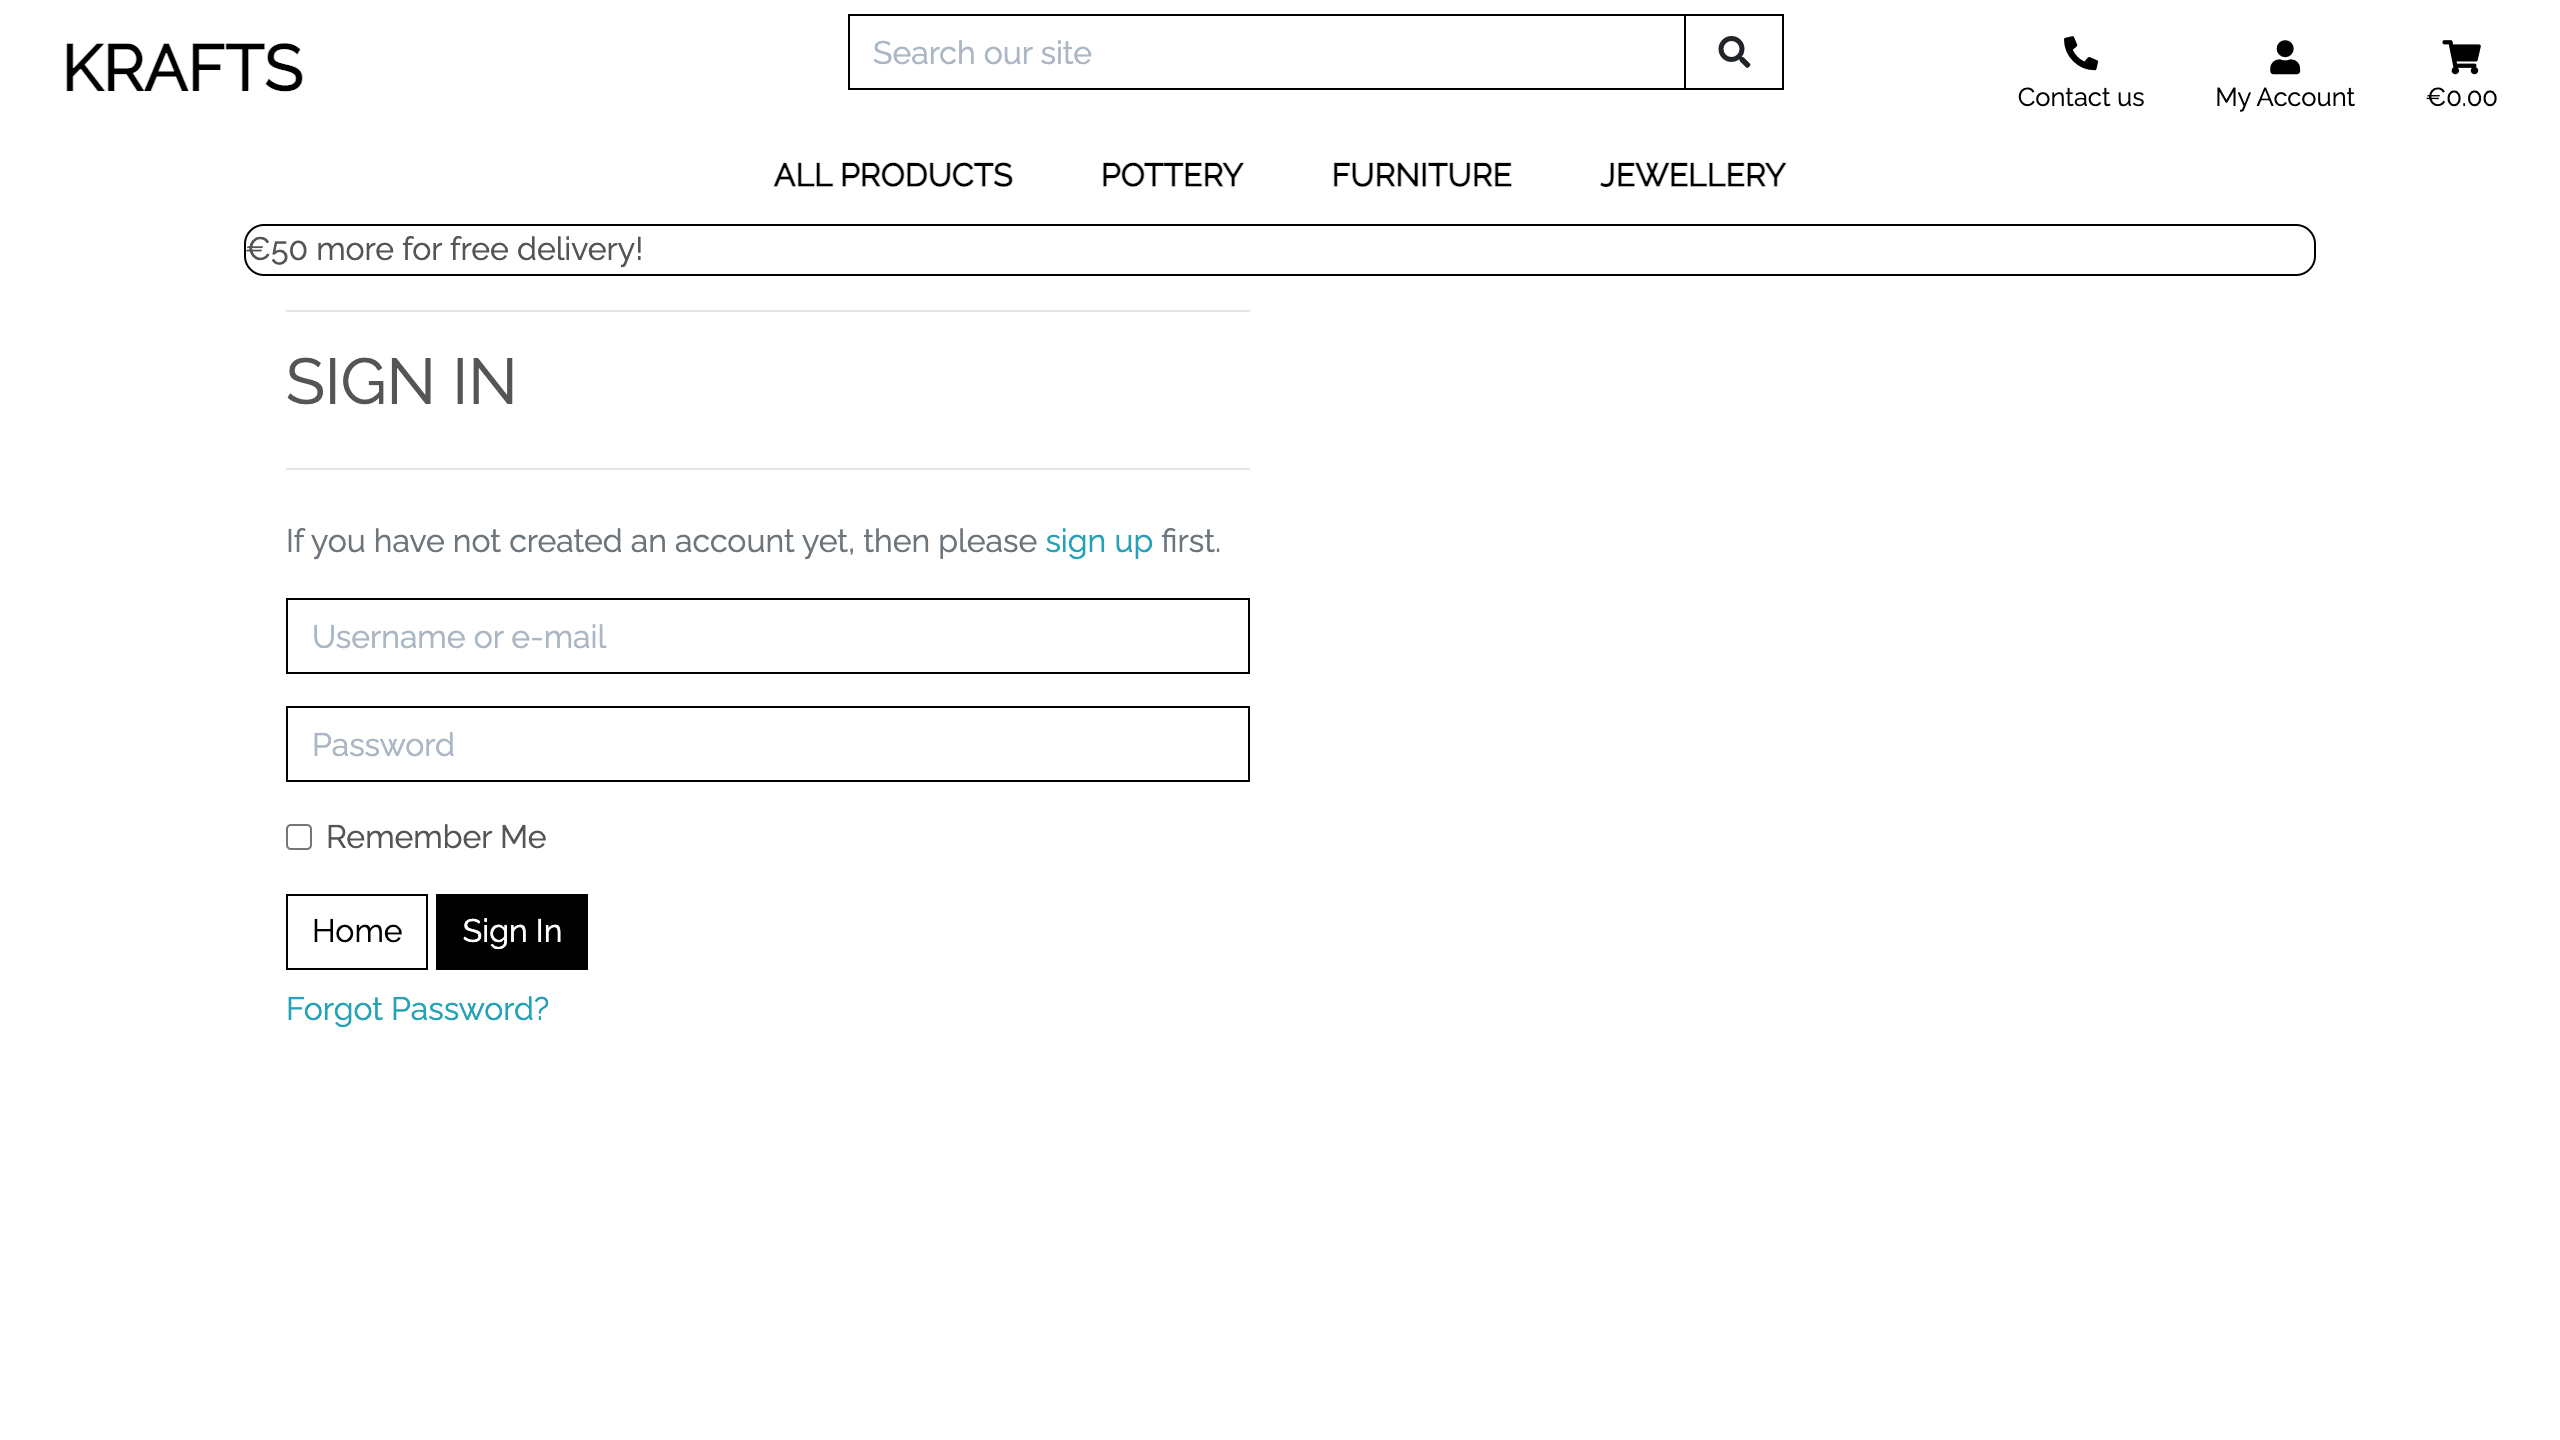 KRAFTS
Search our site
Contact us
My Account
€0.00
ALL PRODUCTS POTTERY FURNITURE JEWELLERY
€50 more for free delivery!
SIGN IN
If you have not created an account yet, then please sign up first.
Username or e-mail
Password
Remember Me
Home Sign In
Forgot Password?